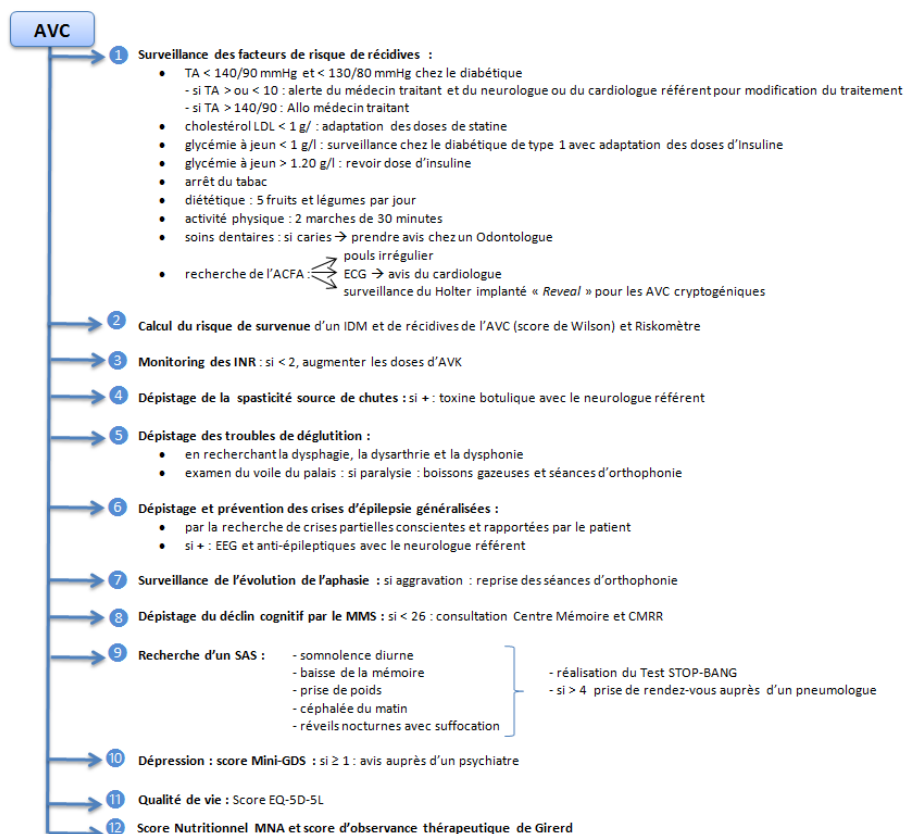 AVC
1 Surveillance des facteurs de risque de récidives :
• TA < 140/90 mmHg et < 130/80 mmHg chez le diabétique
- si TA > ou < 10 : alerte du médecin traitant et du neurologue ou du cardiologue référent pour modification du traitement
- si TA > 140/90 : Allo médecin traitant
• cholestérol LDL < 1 g/ : adaptation des doses de statine
• glycémie à jeun < 1 g/l : surveillance chez le diabétique de type 1 avec adaptation des doses d'Insuline
• glycémie à jeun > 1.20 g/l : revoir dose d'insuline
• arrêt du tabac
• diététique : 5 fruits et légumes par jour
• activité physique : 2 marches de 30 minutes
• soins dentaires : si caries → prendre avis chez un Odontologue
pouls irrégulier
• recherche de l'ACFA : ECG → avis du cardiologue
surveillance du Holter implanté « Reveal » pour les AVC cryptogéniques
2 Calcul du risque de survenue d'un IDM et de récidives de l'AVC (score de Wilson) et Riskomètre
3 Monitoring des INR : si < 2, augmenter les doses d'AVK
4 Dépistage de la spasticité source de chutes : si + : toxine botulique avec le neurologue référent
5 Dépistage des troubles de déglutition :
• en recherchant la dysphagie, la dysarthrie et la dysphonie
• examen du voile du palais : si paralysie : boissons gazeuses et séances d'orthophonie
6 Dépistage et prévention des crises d'épilepsie généralisées :
• par la recherche de crises partielles conscientes et rapportées par le patient
• si + : EEG et anti-épileptiques avec le neurologue référent
7 Surveillance de l'évolution de l'aphasie : si aggravation : reprise des séances d'orthophonie
8 Dépistage du déclin cognitif par le MMS : si < 26 : consultation Centre Mémoire et CMRR
9 Recherche d'un SAS : - somnolence diurne
- baisse de la mémoire - réalisation du Test STOP-BANG
- prise de poids - si > 4 prise de rendez-vous auprès d'un pneumologue
- céphalée du matin
- réveils nocturnes avec suffocation
10 Dépression : score Mini-GDS : si ≥ 1 : avis auprès d'un psychiatre
11 Qualité de vie : Score EQ-5D-5L
12 Score Nutritionnel MNA et score d'observance thérapeutique de Girerd